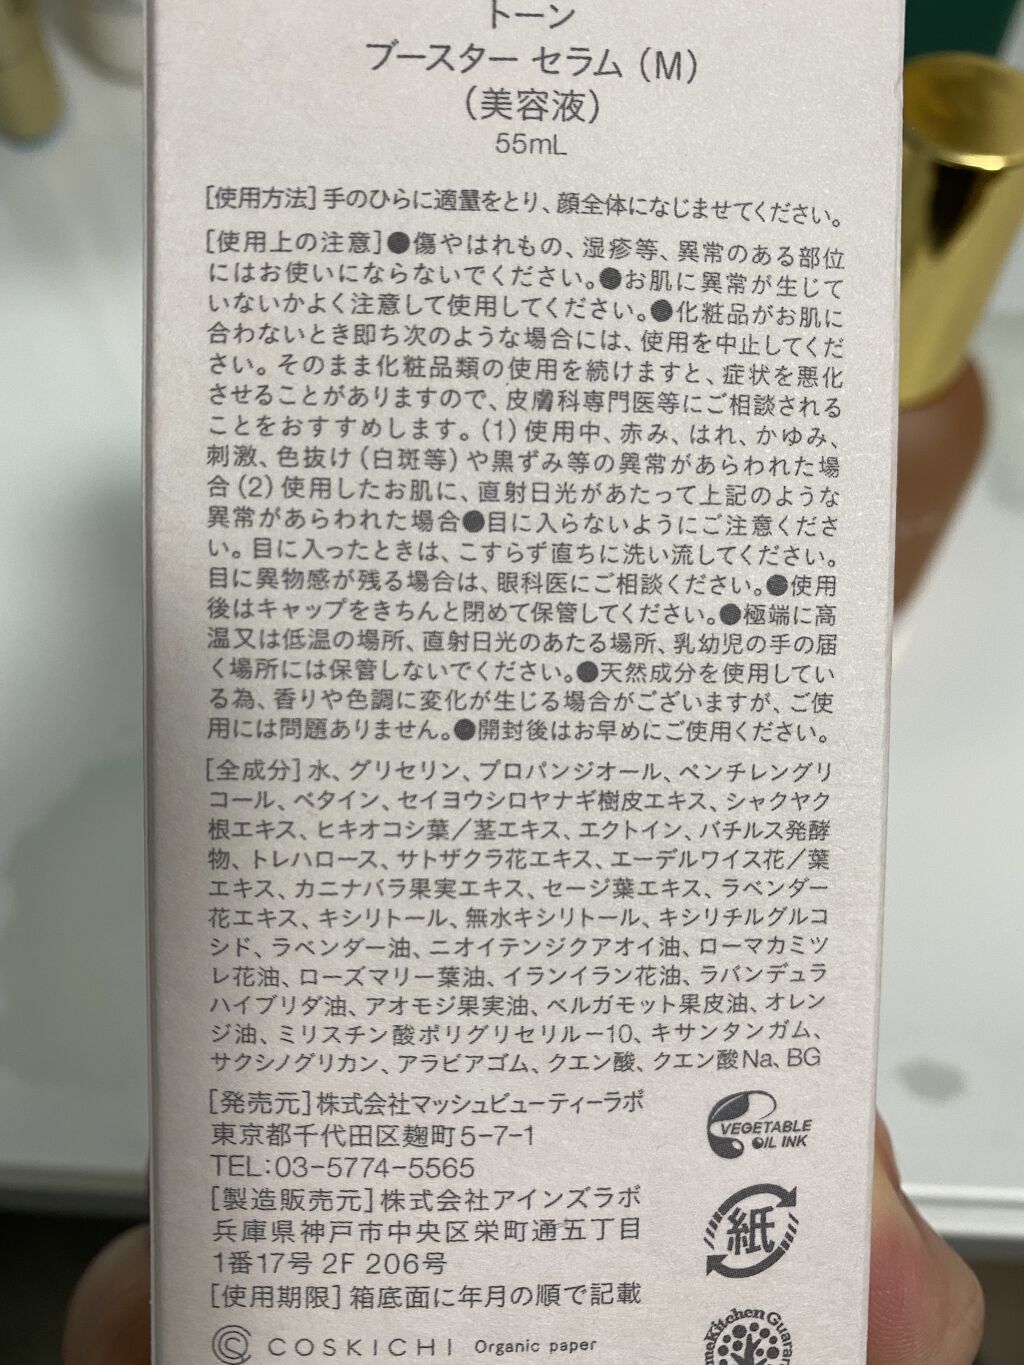 トーン
ブースター セラム（M）
（美容液）
55mL
［使用方法］手のひらに適量をとり、顔全体になじませてください。
［使用上の注意］●傷やはれもの、湿疹等、異常のある部位
にはお使いにならないでください。●お肌に異常が生じて
いないかよく注意して使用してください。●化粧品がお肌に
合わないとき即ち次のような場合には、使用を中止してくだ
さい。そのまま化粧品類の使用を続けますと、症状を悪化
させることがありますので、皮膚科専門医等にご相談される
ことをおすすめします。（1）使用中、赤み、はれ、かゆみ、
刺激、色抜け（白斑等）や黒ずみ等の異常があらわれた場
合（2）使用したお肌に、直射日光があたって上記のような
異常があらわれた場合●目に入らないようにご注意くださ
い。目に入ったときは、こすらず直ちに洗い流してください。
目に異物感が残る場合は、眼科医にご相談ください。●使用
後はキャップをきちんと閉めて保管してください。●極端に高
温又は低温の場所、直射日光のあたる場所、乳幼児の手の届
く場所には保管しないでください。●天然成分を使用してい
る為、香りや色調に変化が生じる場合がございますが、ご使
用には問題ありません。●開封後はお早めにご使用ください。
［全成分］水、グリセリン、プロパンジオール、ペンチレングリ
コール、ベタイン、セイヨウシロヤナギ樹皮エキス、シャクヤク
根エキス、ヒキオコシ葉／茎エキス、エクトイン、バチルス発酵
物、トレハロース、サトザクラ花エキス、エーデルワイス花／葉
エキス、カニナバラ果実エキス、セージ葉エキス、ラベンダー
花エキス、キシリトール、無水キシリトール、キシリチルグルコ
シド、ラベンダー油、ニオイテンジクアオイ油、ローマカミツ
レ花油、ローズマリー葉油、イランイラン花油、ラバンデュラ
ハイブリダ油、アオモジ果実油、ベルガモット果皮油、オレン
ジ油、ミリスチン酸ポリグリセリル－10、キサンタンガム、
サクシノグリカン、アラビアゴム、クエン酸、クエン酸Na、BG
［発売元］株式会社マッシュビューティーラボ
東京都千代田区麹町5-7-1
TEL:03-5774-5565
［製造販売元］株式会社アインズラボ
兵庫県神戸市中央区栄町通五丁目
1番17号 2F 206号
［使用期限］箱底面に年月の順で記載
COSKICHI Organic paper
VEGETABLE
OIL INK
紙
Kitchen